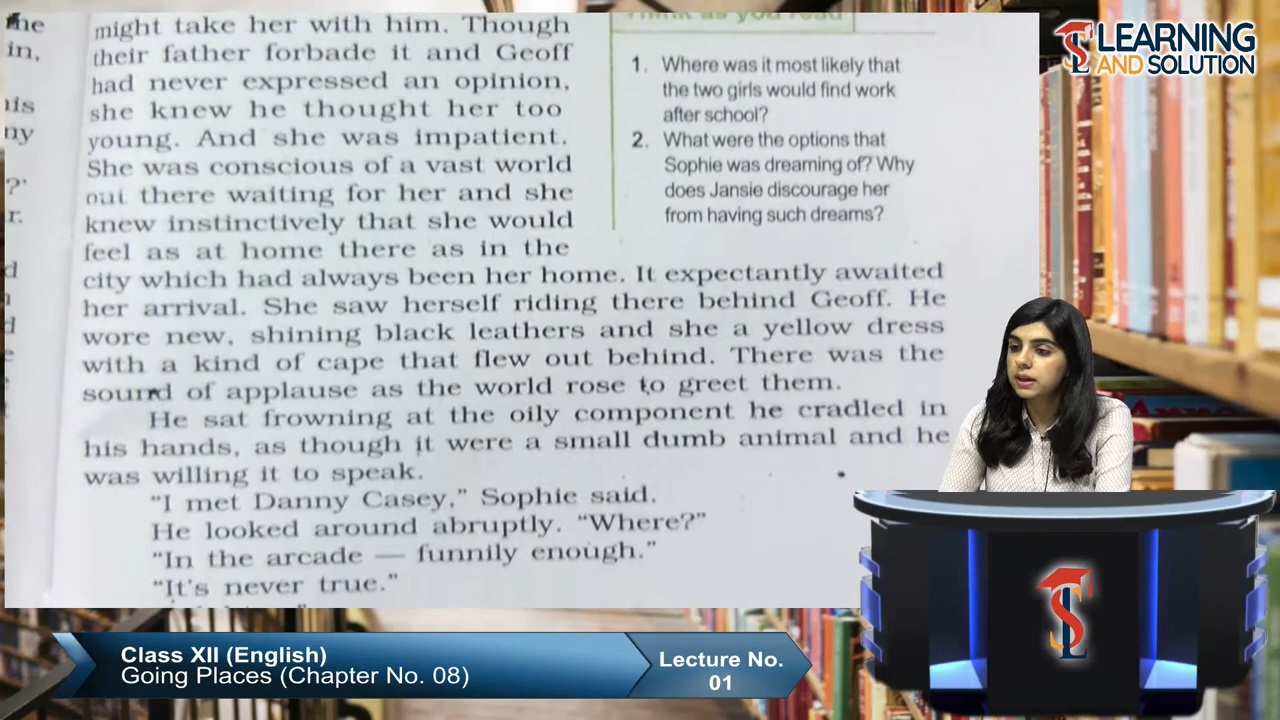 might take her with him. Though
their father forbade it and Geoff
had never expressed an opinion,
she knew he thought her too
young. And she was impatient.
She was conscious of a vast world
out there waiting for her and she
knew instinctively that she would
feel as at home there as in the
city which had always been her home. It expectantly awaited
her arrival. She saw herself riding there behind Geoff. He
wore new, shining black leathers and she a yellow dress
with a kind of cape that flew out behind. There was the
sound of applause as the world rose to greet them.
He sat frowning at the oily component he cradled in
his hands, as though it were a small dumb animal and he
was willing it to speak.
“I met Danny Casey,” Sophie said.
He looked around abruptly. “Where?”
“In the arcade — funnily enough.”
“It's never true.”
in,
Think as you read
1. Where was it most likely that
the two girls would find work
after school?
2. What were the options that
Sophie was dreaming of? Why
does Jansie discourage her
from having such dreams?
LEARNING
AND SOLUTION
Class XII (English)
Going Places (Chapter No. 08)
Lecture No.
01